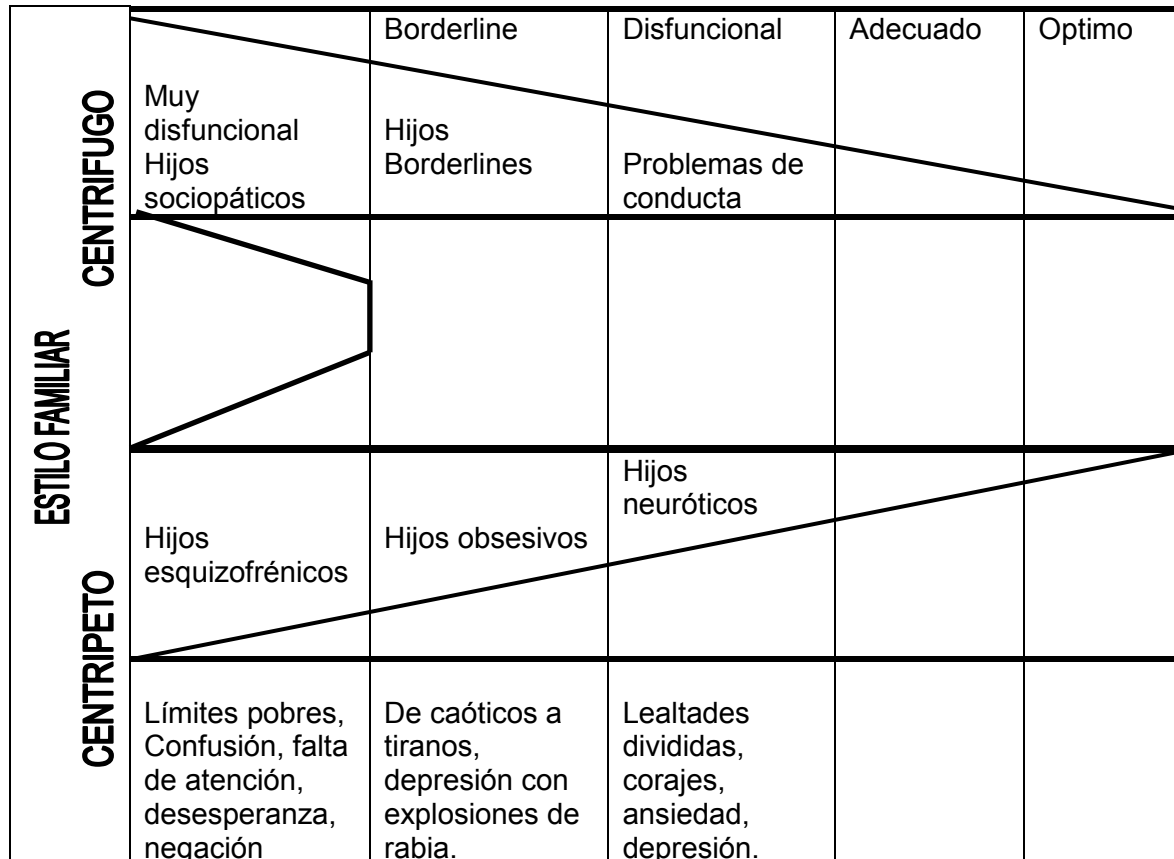 ESTILO FAMILIAR
CENTRIFUGO
CENTRIPETO
Borderline
Disfuncional
Adecuado
Optimo
Muy
disfuncional
Hijos
sociopáticos
Hijos
Borderlines
Problemas de
conducta
Hijos
esquizofrénicos
Hijos obsesivos
Hijos
neuróticos
Límites pobres,
Confusión, falta
de atención,
desesperanza,
negación
De caóticos a
tiranos,
depresión con
explosiones de
rabia.
Lealtades
divididas,
corajes,
ansiedad,
depresión.